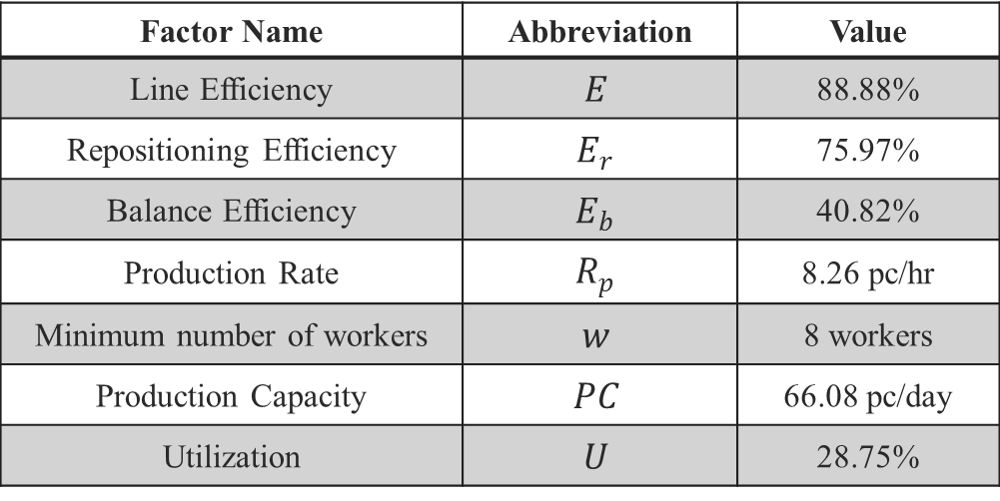 Factor Name Abbreviation Value
Line Efficiency E 88.88%
Repositioning Efficiency E_r 75.97%
Balance Efficiency E_b 40.82%
Production Rate R_p 8.26 pc/hr
Minimum number of workers w 8 workers
Production Capacity PC 66.08 pc/day
Utilization U 28.75%